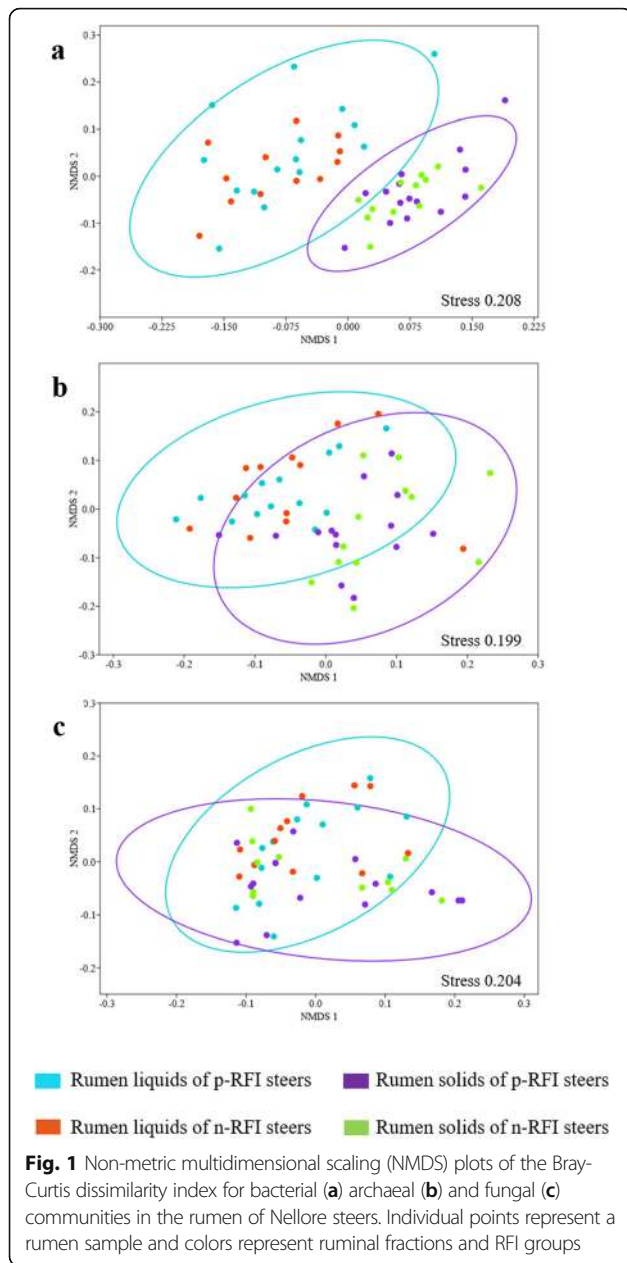 a
0.3
0.2
0.1
0.0
-0.1
-0.2
NMDS 2
Stress 0.208
-0.300 -0.225 -0.150 -0.075 0.000 0.075 0.150 0.225
NMDS 1
b
0.2
0.1
0.0
-0.1
-0.2
-0.3
NMDS 2
Stress 0.199
-0.3 -0.2 -0.1 0.0 0.1 0.2 0.3
NMDS 1
c
0.3
0.2
0.1
0.0
-0.1
-0.2
NMDS 2
Stress 0.204
-0.3 -0.2 -0.1 0.0 0.1 0.2 0.3
NMDS 1
Rumen liquids of p-RFI steers Rumen solids of p-RFI steers
Rumen liquids of n-RFI steers Rumen solids of n-RFI steers
Fig. 1 Non-metric multidimensional scaling (NMDS) plots of the Bray-
Curtis dissimilarity index for bacterial (a) archaeal (b) and fungal (c)
communities in the rumen of Nellore steers. Individual points represent a
rumen sample and colors represent ruminal fractions and RFI groups